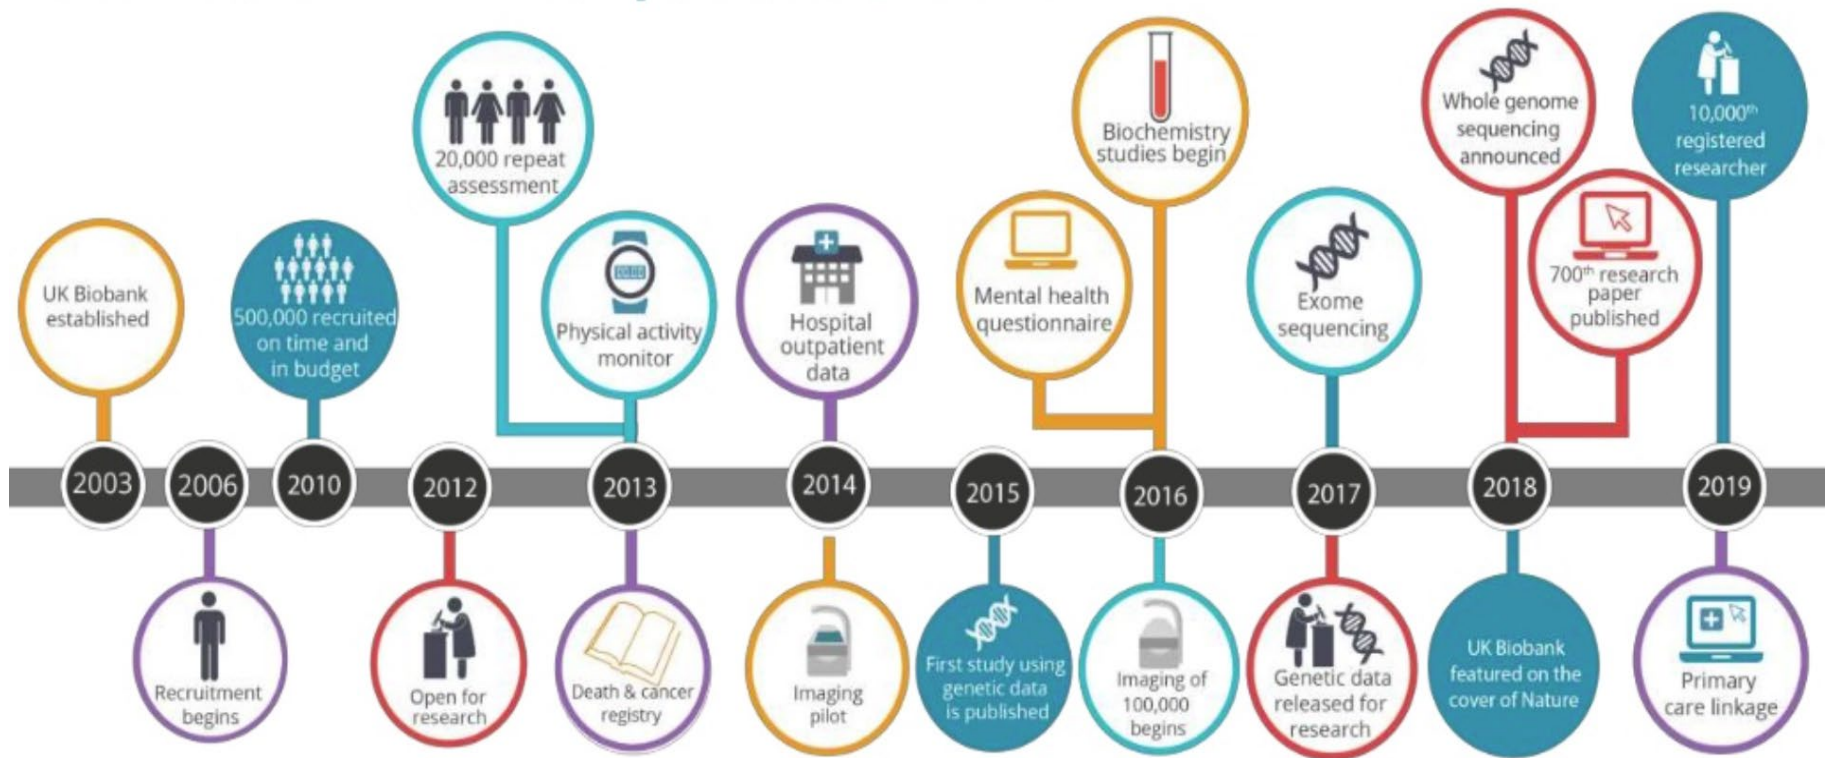 20,000 repeat
assessment
Biochemistry
studies begin
Whole genome
sequencing
announced
10,000th
registered
researcher
UK Biobank
established
500,000 recruited
on time and
in budget
Physical activity
monitor
Hospital
outpatient
data
Mental health
questionnaire
Exome
sequencing
700th research
paper
published
2003
2006
2010
2012
2013
2014
2015
2016
2017
2018
2019
Recruitment
begins
Open for
research
Death & cancer
registry
Imaging
pilot
First study using
genetic data
is published
Imaging of
100,000
begins
Genetic data
released for
research
UK Biobank
featured on the
cover of Nature
Primary
care linkage